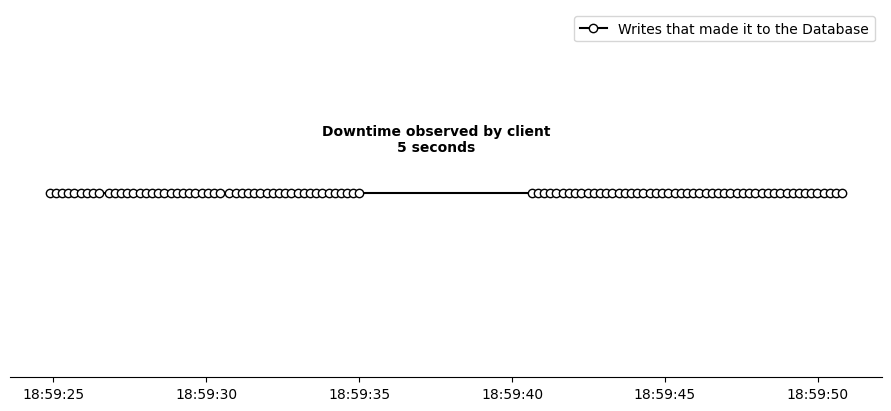 Writes that made it to the Database
Downtime observed by client
5 seconds
18:59:25
18:59:30
18:59:35
18:59:40
18:59:45
18:59:50